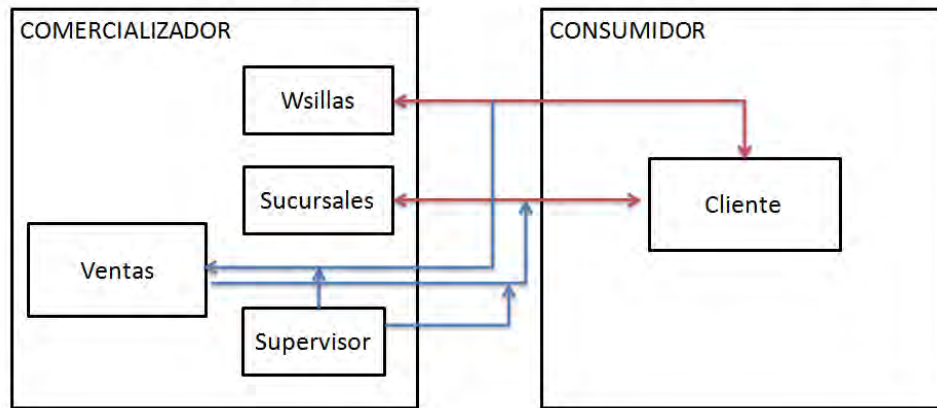 COMERCIALIZADOR
CONSUMIDOR
Wsillas
Sucursales
Cliente
Ventas
Supervisor